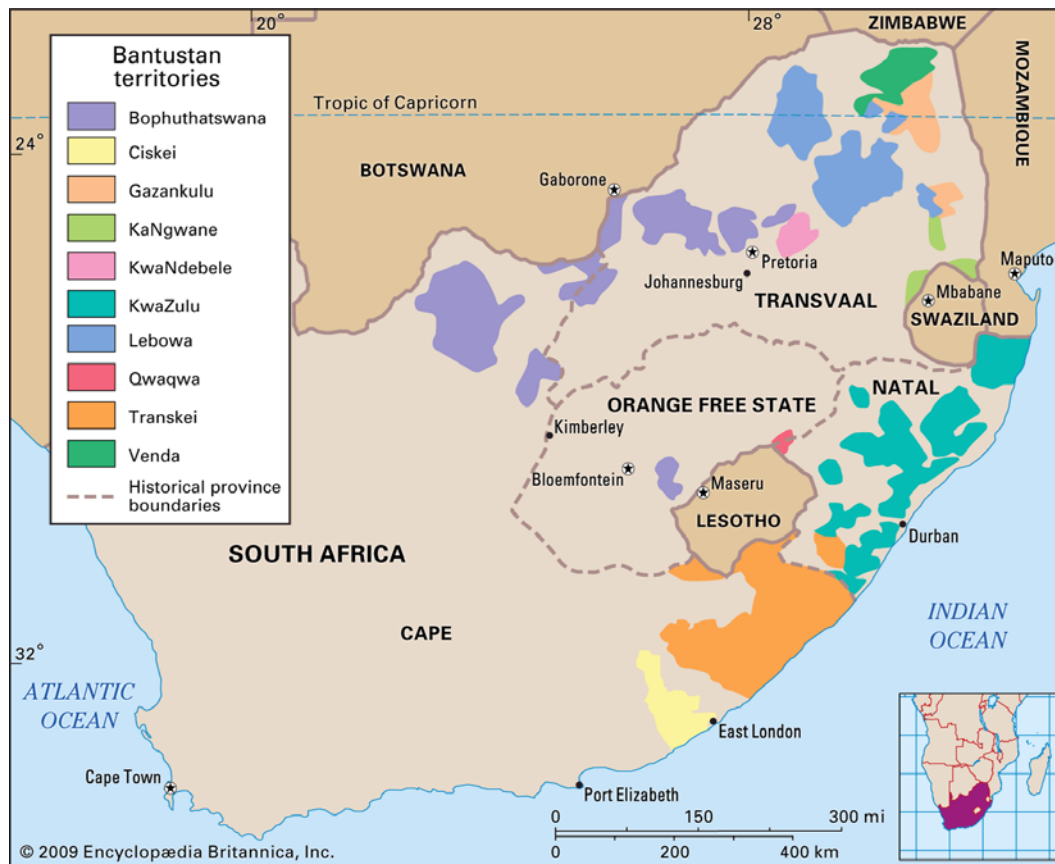 20°
28°
ZIMBABWE
MOZAMBIQUE
Bantustan
territories
Bophuthatswana
Ciskei
Gazankulu
KaNgwane
KwaNdebele
KwaZulu
Lebowa
Qwaqwa
Transkei
Venda
Historical province
boundaries
Tropic of Capricorn
24°
BOTSWANA
Gaborone
Pretoria
Johannesburg
TRANSVAAL
Maputo
Mbabane
SWAZILAND
NATAL
ORANGE FREE STATE
Kimberley
Bloemfontein
Maseru
LESOTHO
Durban
SOUTH AFRICA
CAPE
INDIAN
OCEAN
32°
ATLANTIC
OCEAN
East London
Cape Town
Port Elizabeth
0 150 300 mi
0 200 400 km
© 2009 Encyclopædia Britannica, Inc.